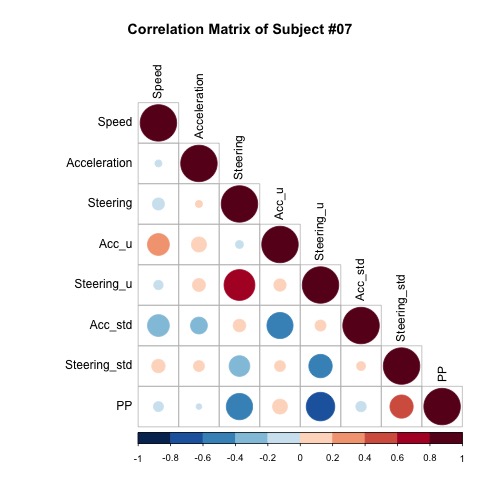 Correlation Matrix of Subject #07
Speed
Acceleration
Steering
Acc_u
Steering_u
Acc_std
Steering_std
PP
Speed
Acceleration
Steering
Acc_u
Steering_u
Acc_std
Steering_std
PP
-1 -0.8 -0.6 -0.4 -0.2 0 0.2 0.4 0.6 0.8 1